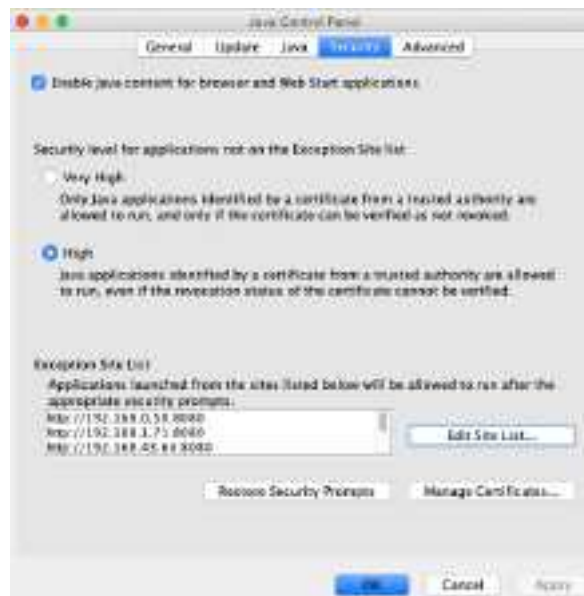 Java Control Panel
General Update Java Security Advanced
Enable Java content for browser and Web Start applications
Security level for applications not on the Exception Site list
Very High
Only Java applications identified by a certificate from a trusted authority are
allowed to run, and only if the certificate can be verified as not revoked.
High
Java applications identified by a certificate from a trusted authority are allowed
to run, even if the revocation status of the certificate cannot be verified.
Exception Site List
Applications launched from the sites listed below will be allowed to run after the
appropriate security prompts.
Edit Site List...
Restore Security Prompts Manage Certificates...
OK Cancel Apply